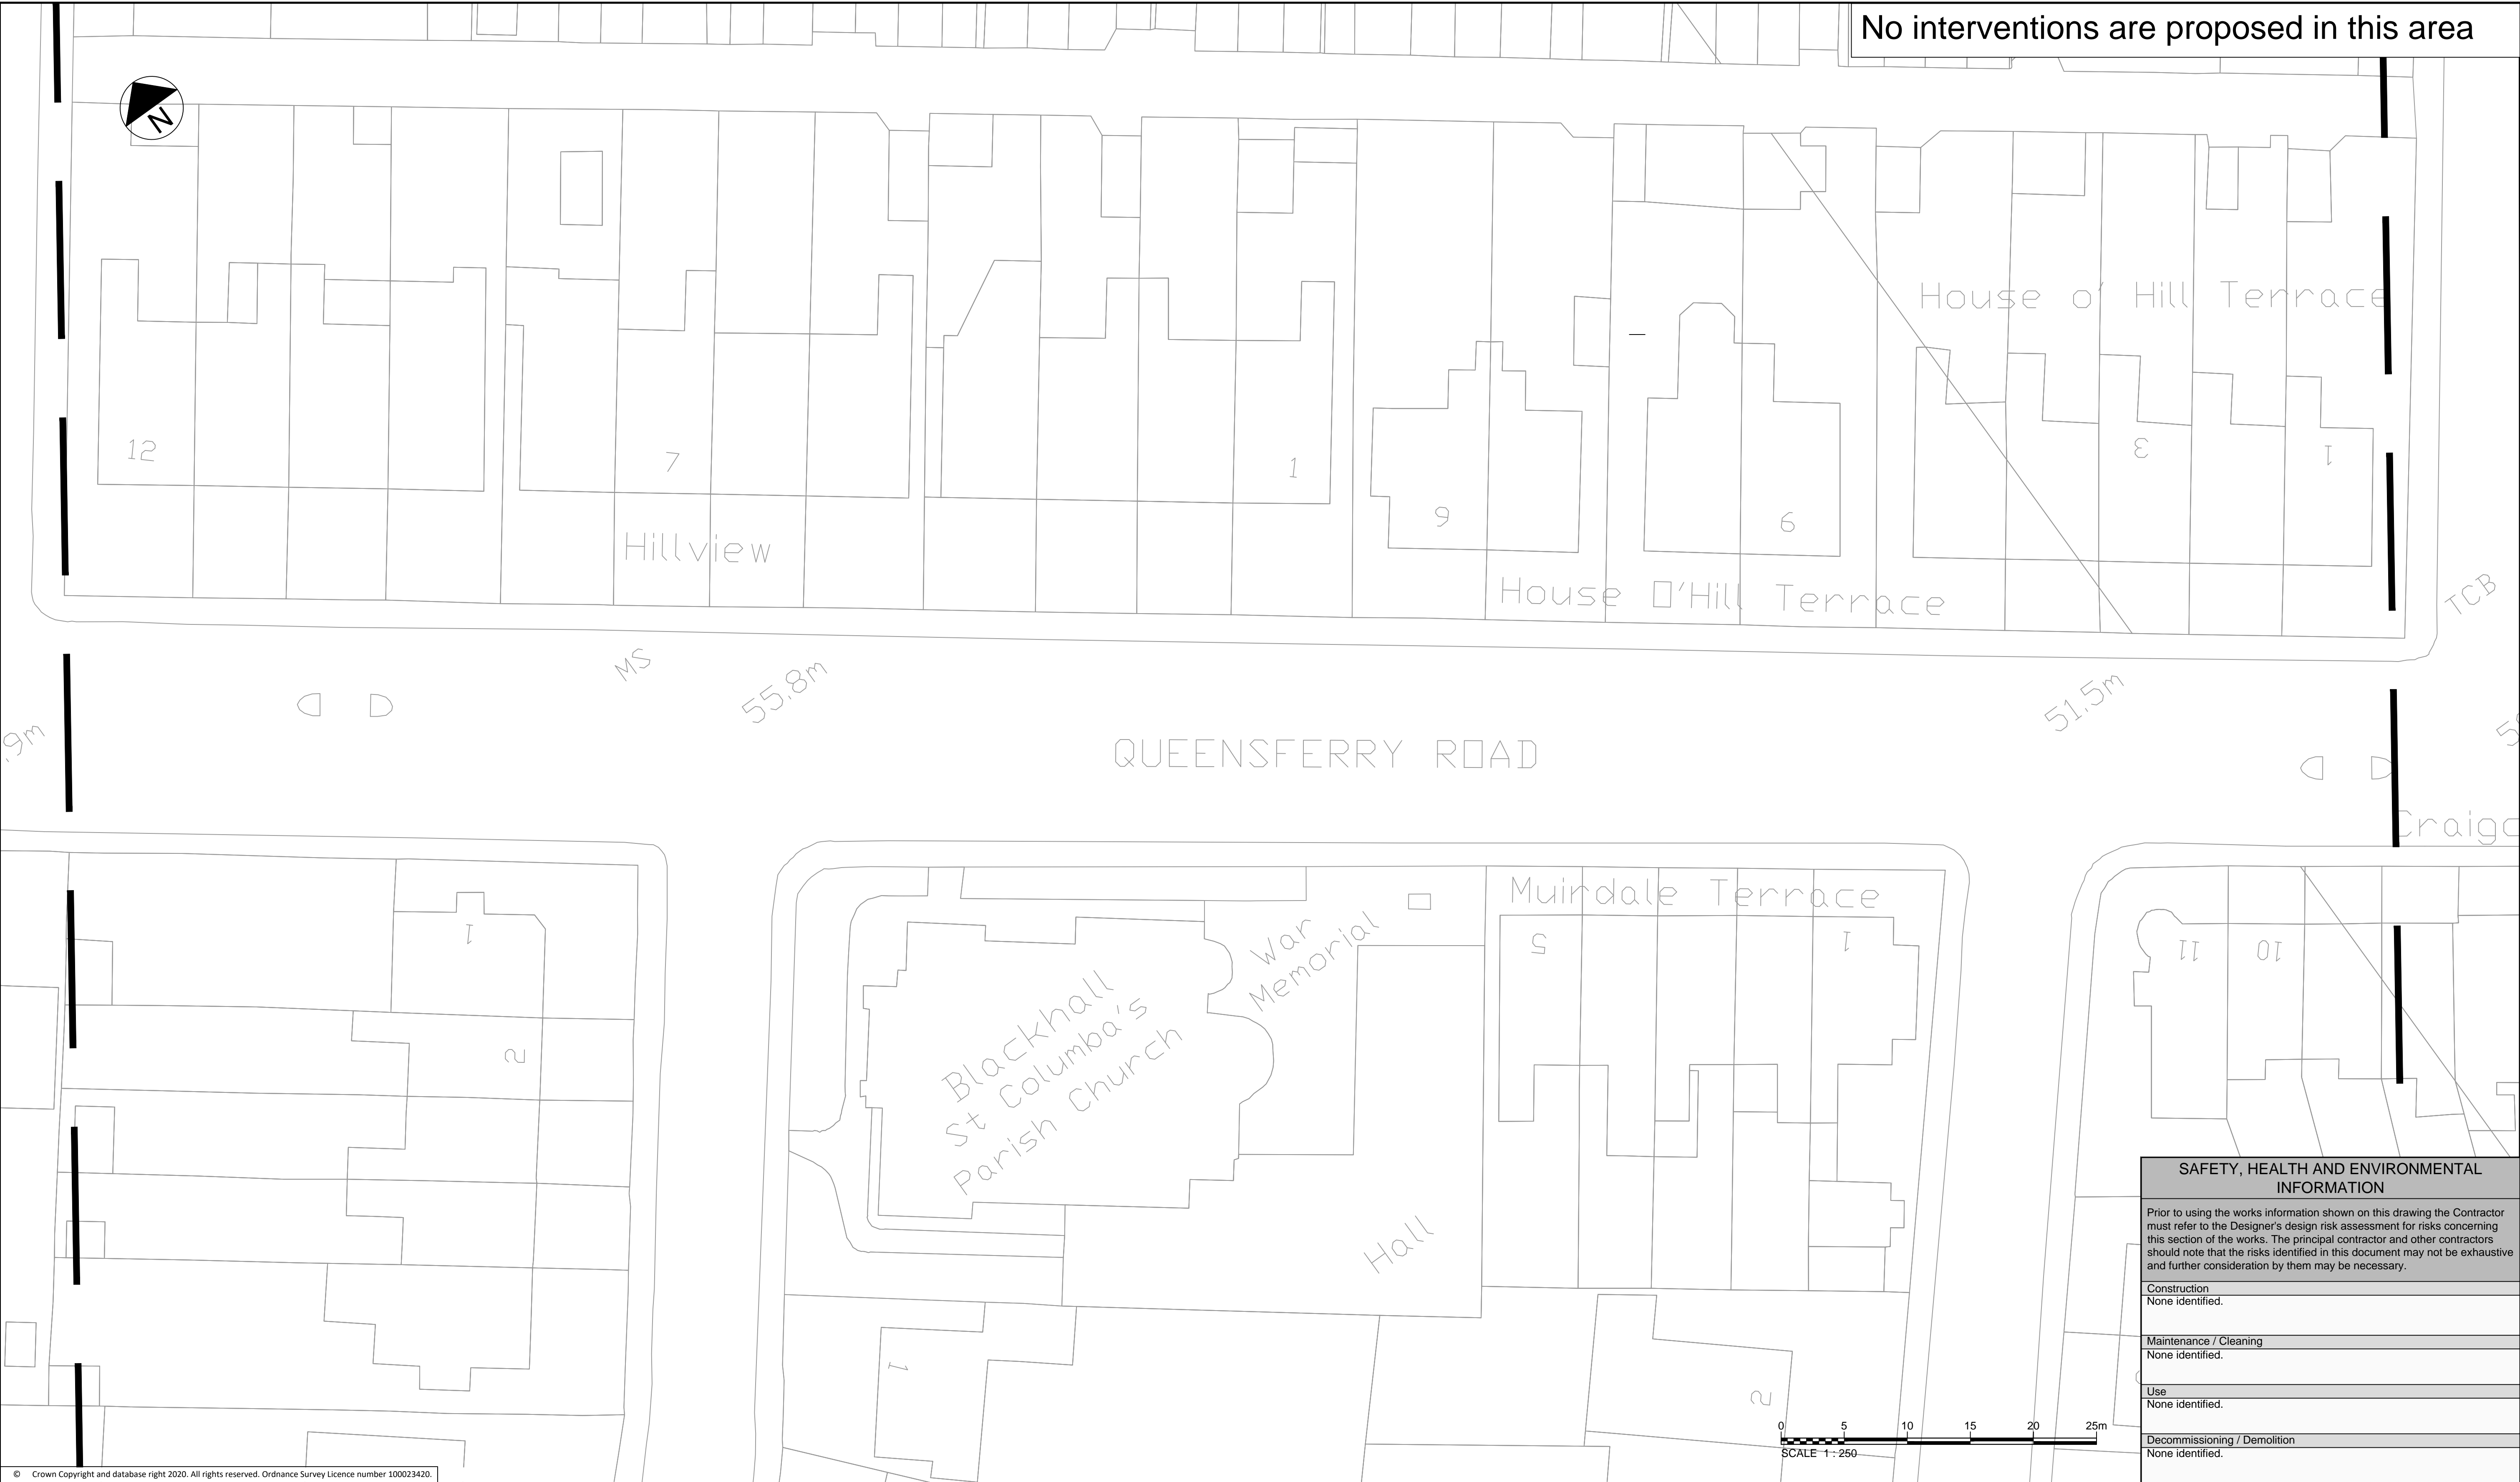 No interventions are proposed in this area
N
House o' Hill Terrace
12
7
1
9
6
3
1
Hillview
House O'Hill Terrace
TCB
MS
55.8m
51.5m
.9m
QUEENSFERRY ROAD
Craigc
Muirdale Terrace
1
5
1
11
10
War
Memorial
Blackhall
St Columba's
Parish Church
2
Hall
1
2
SAFETY, HEALTH AND ENVIRONMENTAL
INFORMATION
Prior to using the works information shown on this drawing the Contractor
must refer to the Designer's design risk assessment for risks concerning
this section of the works. The principal contractor and other contractors
should note that the risks identified in this document may not be exhaustive
and further consideration by them may be necessary.
Construction
None identified.
Maintenance / Cleaning
None identified.
Use
None identified.
Decommissioning / Demolition
None identified.
0 5 10 15 20 25m
SCALE 1 : 250
© Crown Copyright and database right 2020. All rights reserved. Ordnance Survey Licence number 100023420.